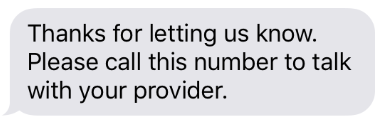 Thanks for letting us know.
Please call this number to talk
with your provider.